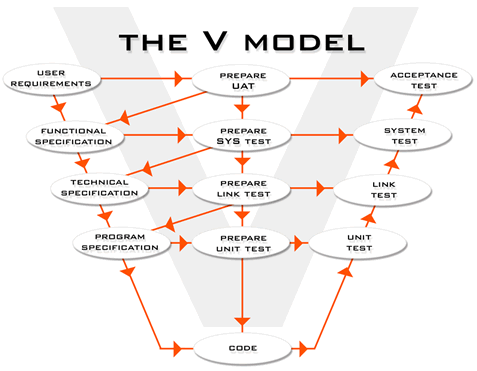 THE V MODEL
USER
REQUIREMENTS
PREPARE
UAT
ACCEPTANCE
TEST
FUNCTIONAL
SPECIFICATION
PREPARE
SYS TEST
SYSTEM
TEST
TECHNICAL
SPECIFICATION
PREPARE
LINK TEST
LINK
TEST
PROGRAM
SPECIFICATION
PREPARE
UNIT TEST
UNIT
TEST
CODE